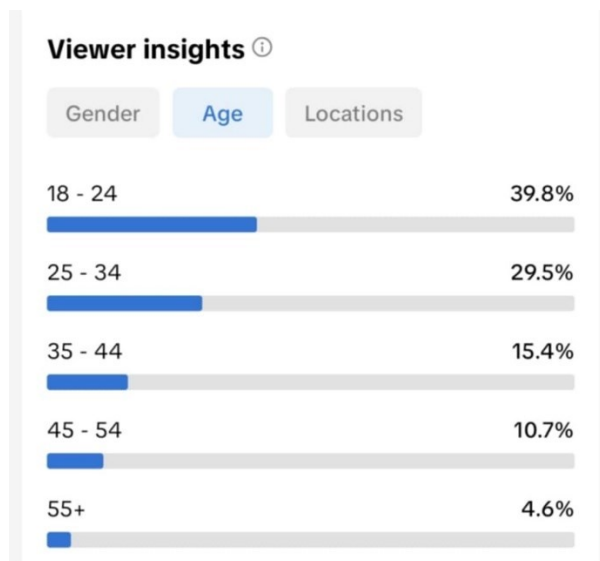 Viewer insights
Gender Age Locations
18 - 24 39.8%
25 - 34 29.5%
35 - 44 15.4%
45 - 54 10.7%
55+ 4.6%